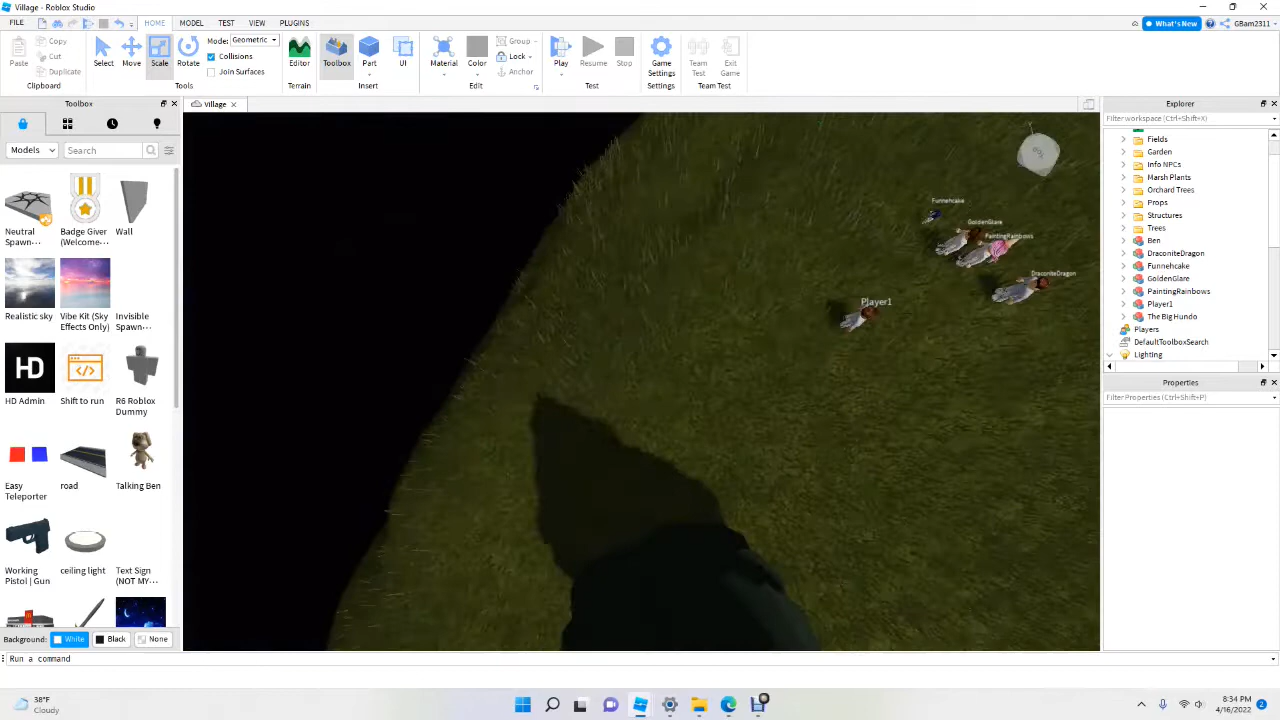 Village - Roblox Studio
FILE
HOME
MODEL
TEST
VIEW
PLUGINS
What's New
GBam2311
Paste
Copy
Cut
Duplicate
Clipboard
Select
Move
Scale
Rotate
Mode: Geometric
Collisions
Join Surfaces
Tools
Editor
Terrain
Toolbox
Part
UI
Insert
Material
Color
Group
Lock
Anchor
Edit
Play
Resume
Stop
Test
Game Settings
Settings
Team Test
Exit Game
Team Test
Toolbox
Village
Explorer
Models
Search
Filter workspace (Ctrl+Shift+X)
Neutral Spawn…
Badge Giver (Welcome…
Wall
Realistic sky
Vibe Kit (Sky Effects Only)
Invisible Spawn…
HD
HD Admin
Shift to run
R6 Roblox Dummy
Easy Teleporter
road
Talking Ben
Working Pistol | Gun
ceiling light
Text Sign (NOT MY…
Background: White Black None
Funnehcake
GoldenGlare
PaintingRainbows
DraconiteDragon
Player1
Fields
Garden
Info NPCs
Marsh Plants
Orchard Trees
Props
Structures
Trees
Ben
DraconiteDragon
Funnehcake
GoldenGlare
PaintingRainbows
Player1
The Big Hundo
Players
DefaultToolboxSearch
Lighting
Properties
Filter Properties (Ctrl+Shift+P)
Run a command
38°F
Cloudy
8:34 PM
4/16/2022
2